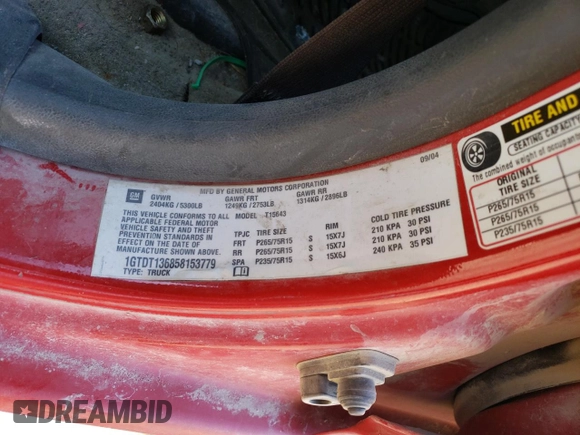 MFD BY GENERAL MOTORS CORPORATION
09/04
GM
GVWR GAWR FRT GAWR RR
2404KG / 5300LB 1249KG / 2753LB 1314KG / 2896LB
THIS VEHICLE CONFORMS TO ALL
APPLICABLE FEDERAL MOTOR
VEHICLE SAFETY AND THEFT
PREVENTION STANDARDS IN
EFFECT ON THE DATE OF
MANUFACTURE SHOWN ABOVE.
1GTDT136858153779
TYPE: TRUCK
MODEL: T15643
TPJC TIRE SIZE RIM COLD TIRE PRESSURE
FRT P265/75R15 S 15X7J 210 KPA 30 PSI
RR P265/75R15 S 15X7J 210 KPA 30 PSI
SPA P235/75R15 S 15X6J 240 KPA 35 PSI
TIRE AND
SEATING CAPACITY
The combined weight of occupa
ORIGINAL
TIRE SIZE
P265/75R15
P265/75R15
P235/75R15
DREAMBID